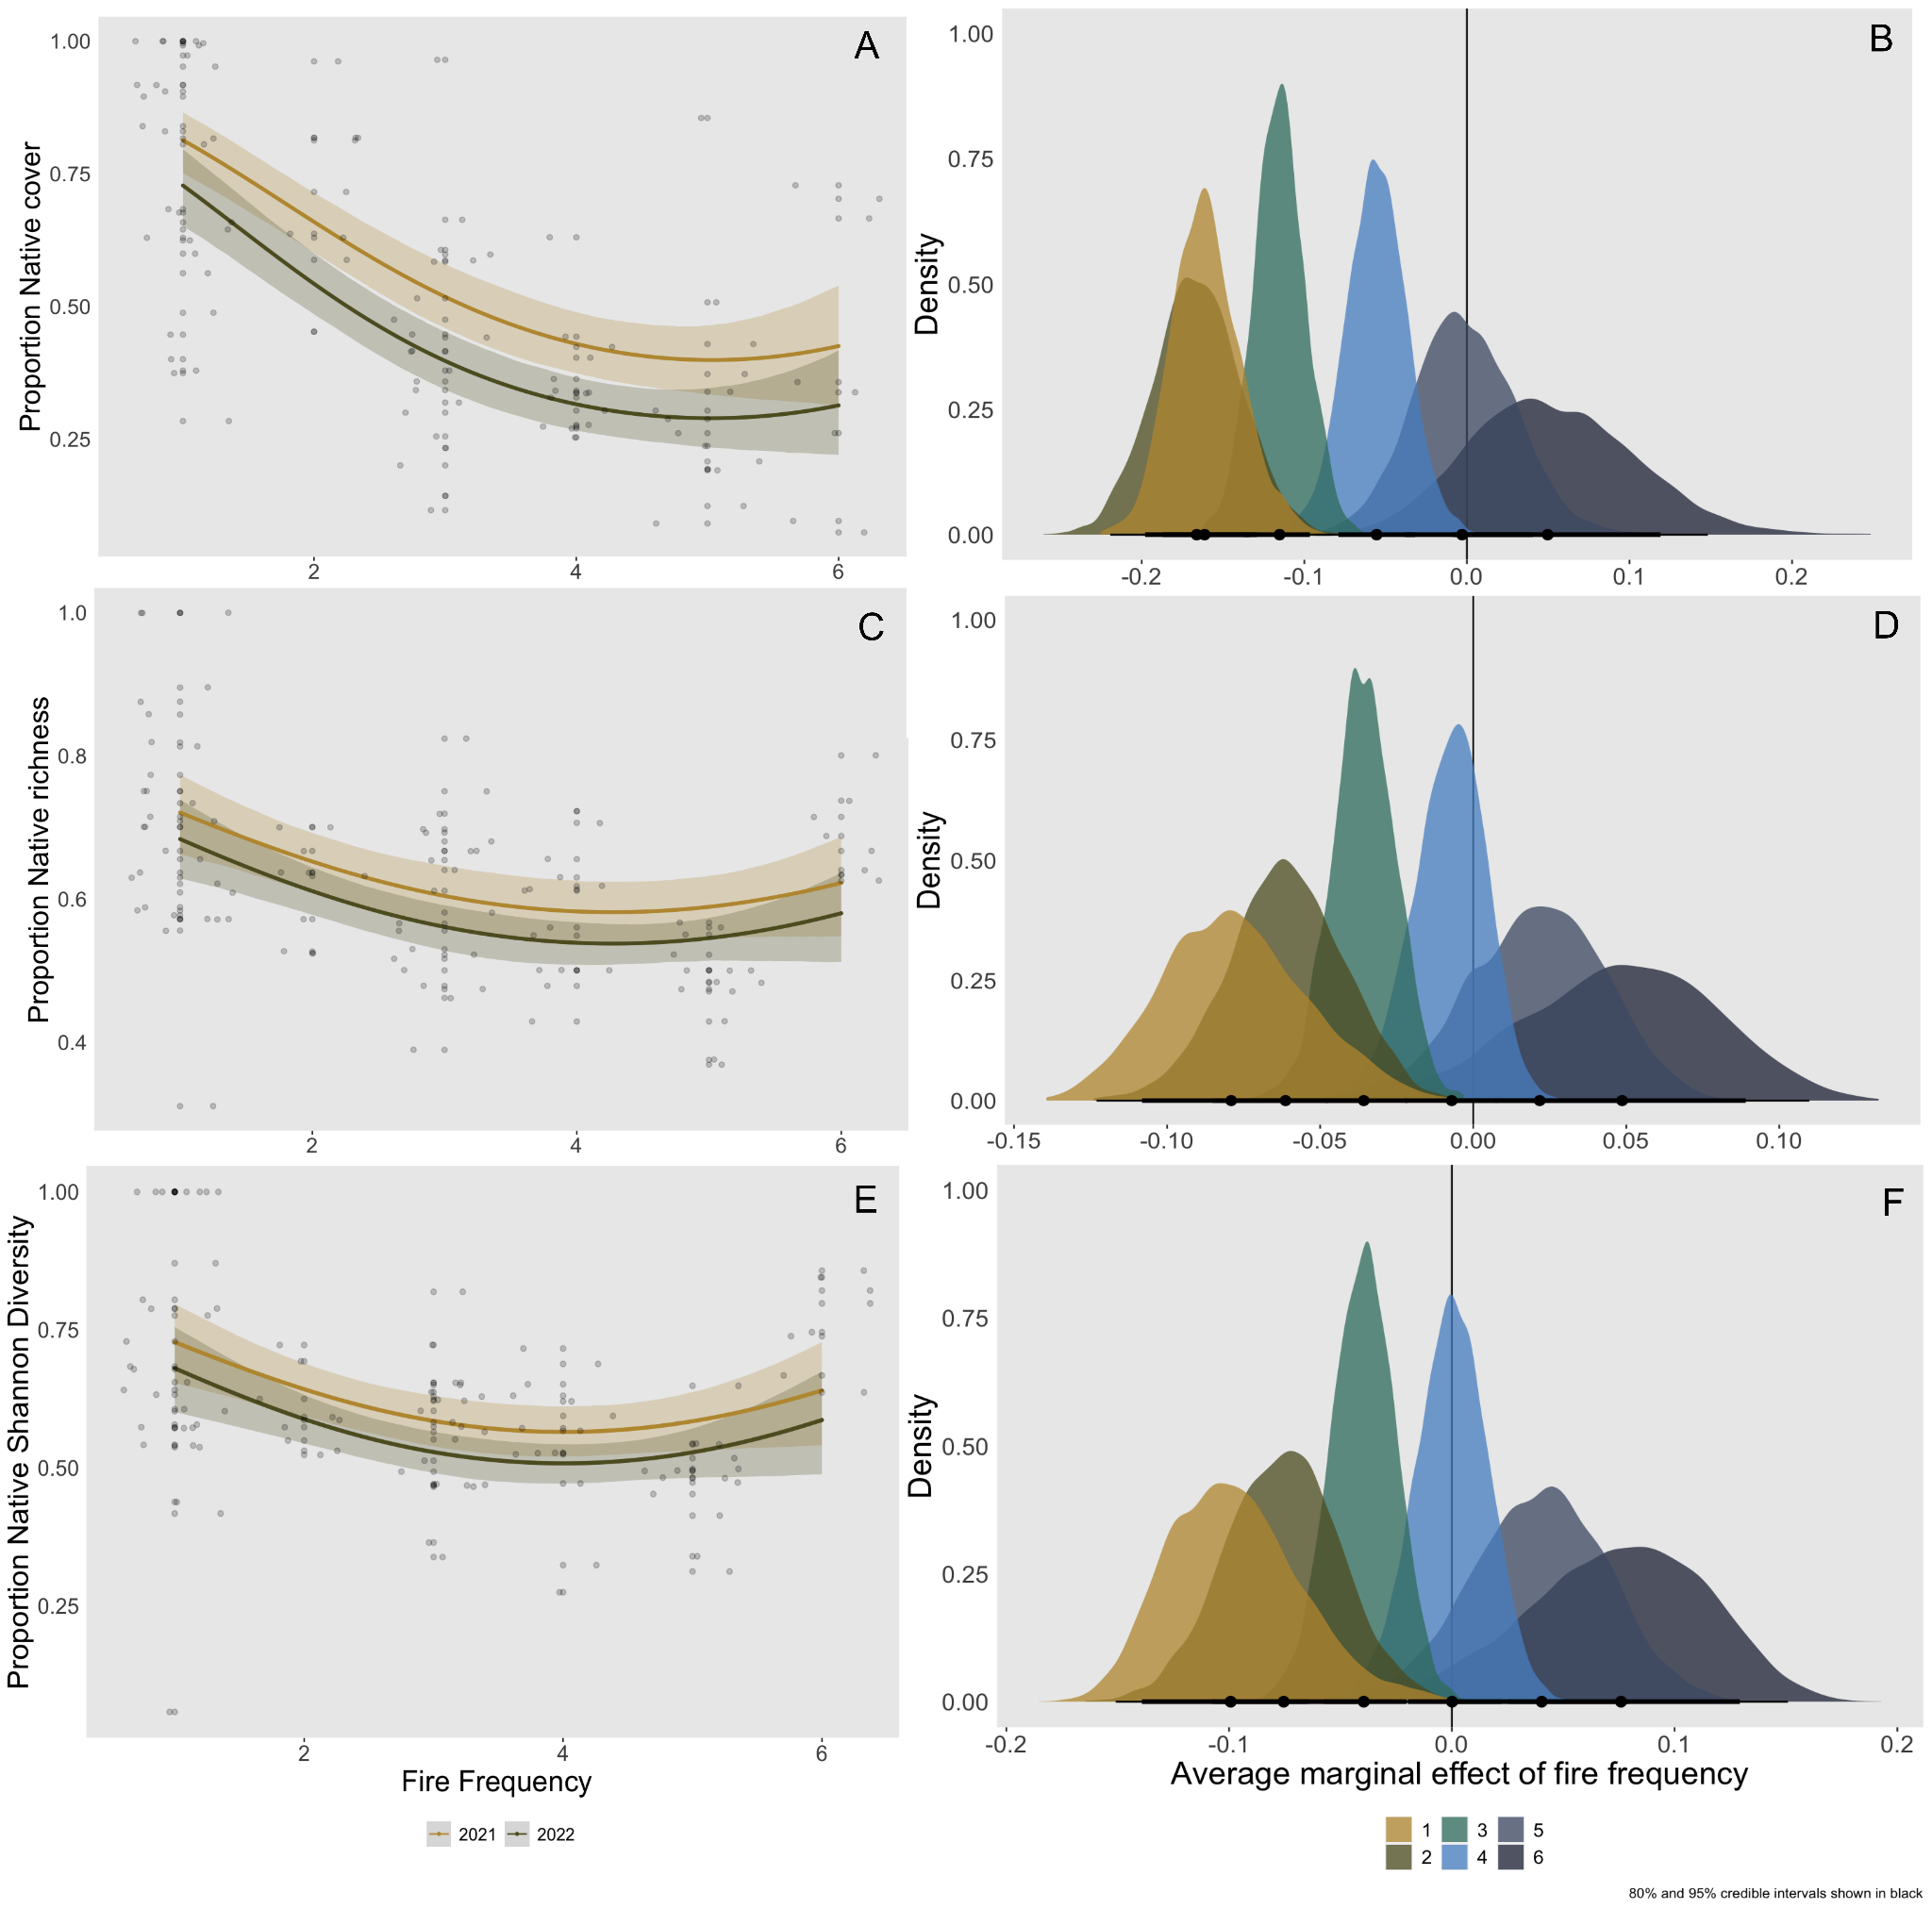 A
1.00
0.75
0.50
0.25
Proportion Native cover
2 4 6
B
1.00
0.75
0.50
0.25
0.00
Density
-0.2 -0.1 0.0 0.1 0.2
C
1.0
0.8
0.6
0.4
Proportion Native richness
2 4 6
D
1.00
0.75
0.50
0.25
0.00
Density
-0.15 -0.10 -0.05 0.00 0.05 0.10
E
1.00
0.75
0.50
0.25
Proportion Native Shannon Diversity
2 4 6
Fire Frequency
2021 2022
F
1.00
0.75
0.50
0.25
0.00
Density
-0.2 -0.1 0.0 0.1 0.2
Average marginal effect of fire frequency
1 3 5
2 4 6
80% and 95% credible intervals shown in black